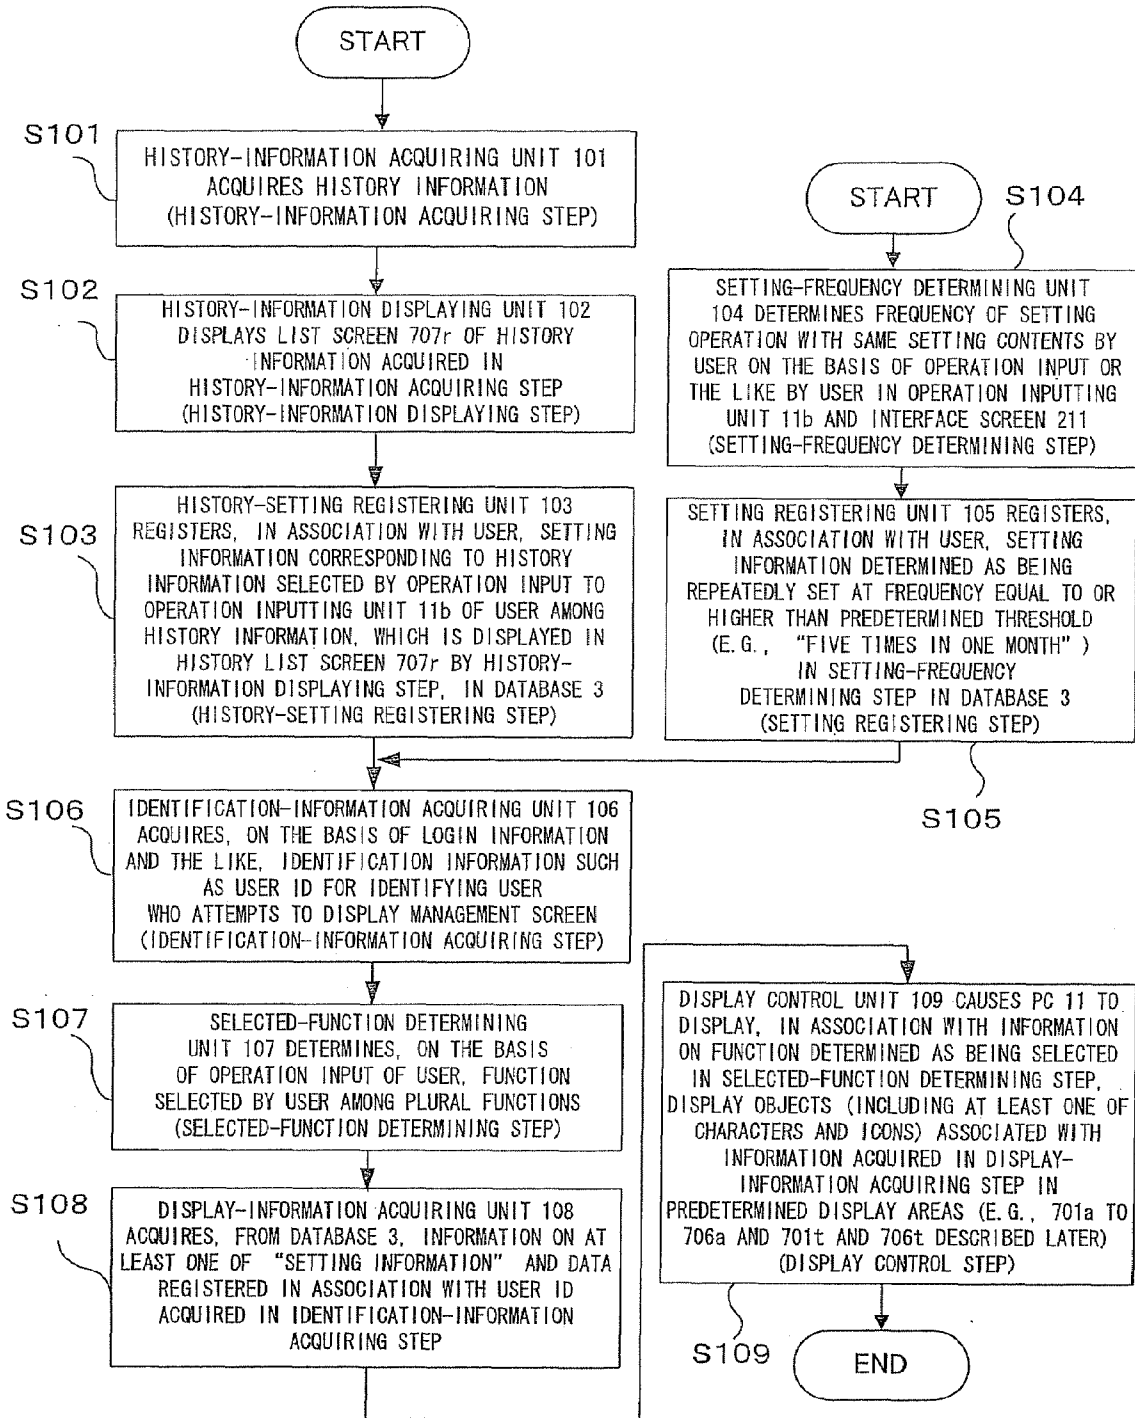 START
S101
HISTORY-INFORMATION ACQUIRING UNIT 101
ACQUIRES HISTORY INFORMATION
(HISTORY-INFORMATION ACQUIRING STEP)
S102
HISTORY-INFORMATION DISPLAYING UNIT 102
DISPLAYS LIST SCREEN 707r OF HISTORY
INFORMATION ACQUIRED IN
HISTORY-INFORMATION ACQUIRING STEP
(HISTORY-INFORMATION DISPLAYING STEP)
S103
HISTORY-SETTING REGISTERING UNIT 103
REGISTERS, IN ASSOCIATION WITH USER, SETTING
INFORMATION CORRESPONDING TO HISTORY
INFORMATION SELECTED BY OPERATION INPUT TO
OPERATION INPUTTING UNIT 11b OF USER AMONG
HISTORY INFORMATION, WHICH IS DISPLAYED IN
HISTORY LIST SCREEN 707r BY HISTORY-
INFORMATION DISPLAYING STEP, IN DATABASE 3
(HISTORY-SETTING REGISTERING STEP)
START
S104
SETTING-FREQUENCY DETERMINING UNIT
104 DETERMINES FREQUENCY OF SETTING
OPERATION WITH SAME SETTING CONTENTS BY
USER ON THE BASIS OF OPERATION INPUT OR
THE LIKE BY USER IN OPERATION INPUTTING
UNIT 11b AND INTERFACE SCREEN 211
(SETTING-FREQUENCY DETERMINING STEP)
SETTING REGISTERING UNIT 105 REGISTERS,
IN ASSOCIATION WITH USER, SETTING
INFORMATION DETERMINED AS BEING
REPEATEDLY SET AT FREQUENCY EQUAL TO OR
HIGHER THAN PREDETERMINED THRESHOLD
(E.G., "FIVE TIMES IN ONE MONTH")
IN SETTING-FREQUENCY
DETERMINING STEP IN DATABASE 3
(SETTING REGISTERING STEP)
S105
S106
IDENTIFICATION-INFORMATION ACQUIRING UNIT 106
ACQUIRES, ON THE BASIS OF LOGIN INFORMATION
AND THE LIKE, IDENTIFICATION INFORMATION SUCH
AS USER ID FOR IDENTIFYING USER
WHO ATTEMPTS TO DISPLAY MANAGEMENT SCREEN
(IDENTIFICATION-INFORMATION ACQUIRING STEP)
S107
SELECTED-FUNCTION DETERMINING
UNIT 107 DETERMINES, ON THE BASIS
OF OPERATION INPUT OF USER, FUNCTION
SELECTED BY USER AMONG PLURAL FUNCTIONS
(SELECTED-FUNCTION DETERMINING STEP)
S108
DISPLAY-INFORMATION ACQUIRING UNIT 108
ACQUIRES, FROM DATABASE 3, INFORMATION ON
AT LEAST ONE OF "SETTING INFORMATION" AND DATA
REGISTERED IN ASSOCIATION WITH USER ID
ACQUIRED IN IDENTIFICATION-INFORMATION
ACQUIRING STEP
DISPLAY CONTROL UNIT 109 CAUSES PC 11 TO
DISPLAY, IN ASSOCIATION WITH INFORMATION
ON FUNCTION DETERMINED AS BEING SELECTED
IN SELECTED-FUNCTION DETERMINING STEP,
DISPLAY OBJECTS (INCLUDING AT LEAST ONE OF
CHARACTERS AND ICONS) ASSOCIATED WITH
INFORMATION ACQUIRED IN DISPLAY-
INFORMATION ACQUIRING STEP IN
PREDETERMINED DISPLAY AREAS (E.G., 701a TO
706a AND 701t AND 706t DESCRIBED LATER)
(DISPLAY CONTROL STEP)
S109
END